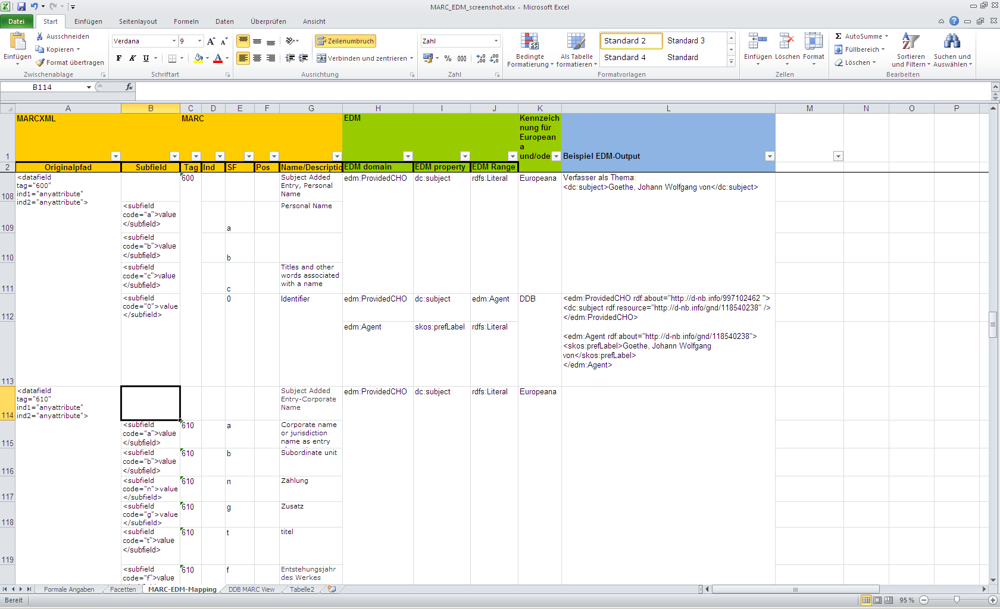 MARC_EDM_screenshot.xlsx - Microsoft Excel
Datei Start Einfügen Seitenlayout Formeln Daten Überprüfen Ansicht
Einfügen
Ausschneiden
Kopieren
Format übertragen
Zwischenablage
Verdana 9
F K U
Schriftart
Zeilenumbruch
Verbinden und zentrieren
Ausrichtung
Zahl
% 000
Zahl
Bedingte Formatierung
Als Tabelle formatieren
Standard 2 Standard 3
Standard 4 Standard
Formatvorlagen
Einfügen Löschen Format
Zellen
AutoSumme
Füllbereich
Löschen
Sortieren und Filtern
Suchen und Auswählen
Bearbeiten
B114 fx
A B C D E F G H I J K L M N O P
1 MARCXML MARC EDM
Kennzeich
nung für
European
a
und/ode
Beispiel EDM-Output
2 Originalpfad Subfield Tag Ind SF Pos Name/Descriptio EDM domain EDM property EDM Range
108
<datafield
tag="600"
ind1="anyattribute"
ind2="anyattribute">
600
Subject Added
Entry, Personal
Name
edm:ProvidedCHO dc:subject rdfs:Literal Europeana
Verfasser als Thema:
<dc:subject>Goethe, Johann Wolfgang von</dc:subject>
109
<subfield
code="a">value
</subfield>
a
Personal Name
110
<subfield
code="b">value
</subfield>
b
111
<subfield
code="c">value
</subfield>
c
Titles and other
words associated
with a name
112
<subfield
code="0">value
</subfield>
0 Identifier edm:ProvidedCHO dc:subject edm:Agent DDB
<edm:ProvidedCHO rdf:about="http://d-nb.info/997102462 ">
<dc:subject rdf:resource="http://d-nb.info/gnd/118540238" />
</edm:ProvidedCHO>
113
edm:Agent skos:prefLabel rdfs:Literal
<edm:Agent rdf:about="http://d-nb.info/gnd/118540238">
<skos:prefLabel>Goethe, Johann Wolfgang
von</skos:prefLabel>
</edm:Agent>
114
<datafield
tag="610"
ind1="anyattribute"
ind2="anyattribute">
Subject Added
Entry-Corporate
Name
edm:ProvidedCHO dc:subject rdfs:Literal Europeana
115
<subfield
code="a">value
</subfield>
610 a
Corporate name
or jurisdiction
name as entry
116
<subfield
code="b">value
</subfield>
610 b Subordinate unit
117
<subfield
code="n">value
</subfield>
610 n Zählung
118
<subfield
code="g">value
</subfield>
610 g Zusatz
119
<subfield
code="t">value
</subfield>
610 t titel
<subfield
code="f">value
610 f
Entstehungsjahr
des Werkes
Formale Angaben Facetten MARC-EDM-Mapping DDB MARC View Tabelle2
Bereit
95 %